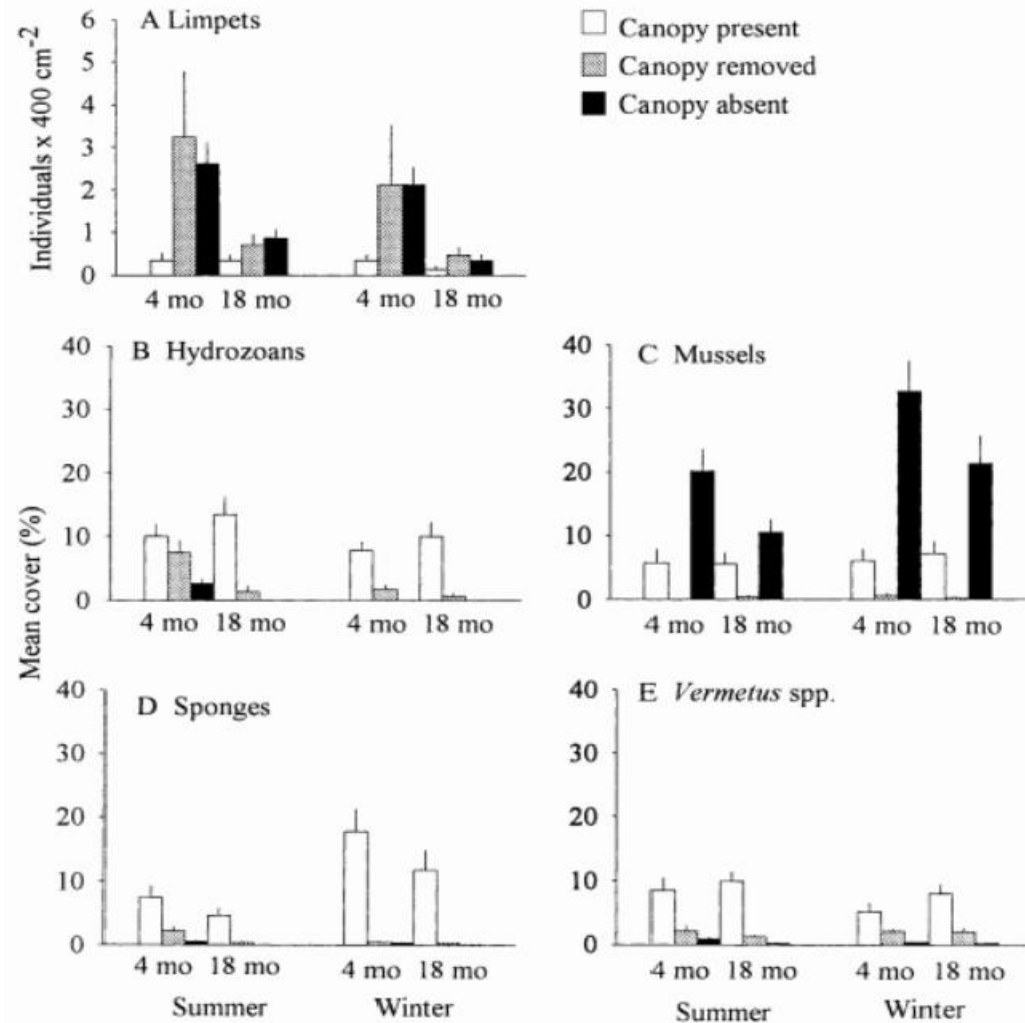 A Limpets
Canopy present
Canopy removed
Canopy absent
Individuals x 400 cm-2
6
5
4
3
2
1
0
4 mo 18 mo 4 mo 18 mo
Mean cover (%)
B Hydrozoans
40
30
20
10
0
4 mo 18 mo 4 mo 18 mo
C Mussels
40
30
20
10
0
4 mo 18 mo 4 mo 18 mo
D Sponges
40
30
20
10
0
4 mo 18 mo 4 mo 18 mo
Summer Winter
E Vermetus spp.
40
30
20
10
0
4 mo 18 mo 4 mo 18 mo
Summer Winter